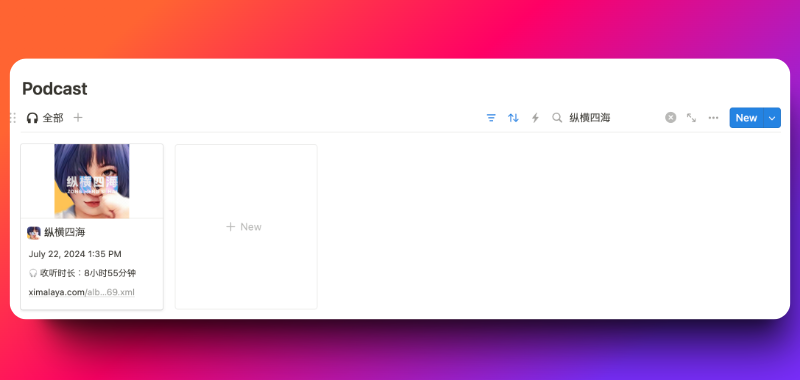 Podcast
全部
纵横四海
New
纵横四海
纵横四海
July 22, 2024 1:35 PM
收听时长：8小时55分钟
ximalaya.com/alb...69.xml
New